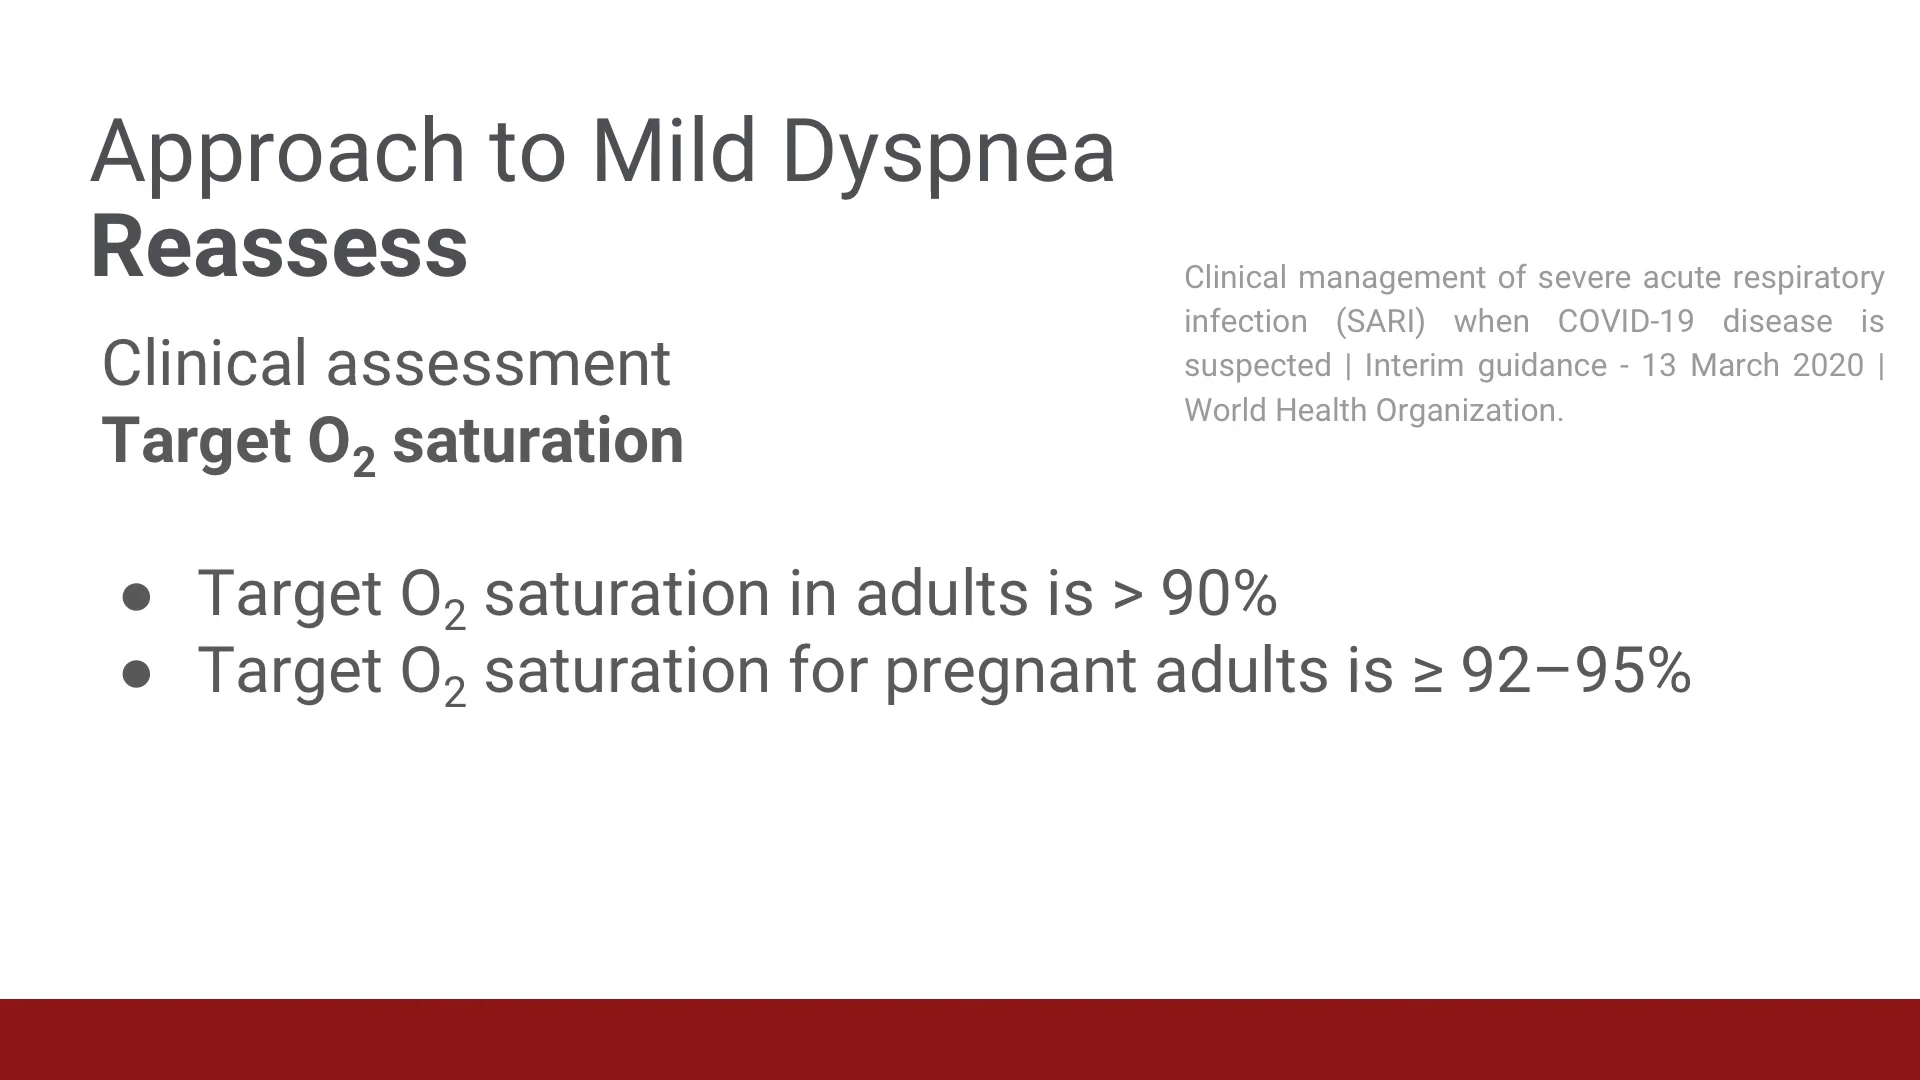 Approach to Mild Dyspnea
Reassess
Clinical management of severe acute respiratory
infection (SARI) when COVID-19 disease is
suspected | Interim guidance - 13 March 2020 |
World Health Organization.
Clinical assessment
Target O₂ saturation
● Target O₂ saturation in adults is > 90%
● Target O₂ saturation for pregnant adults is ≥ 92–95%